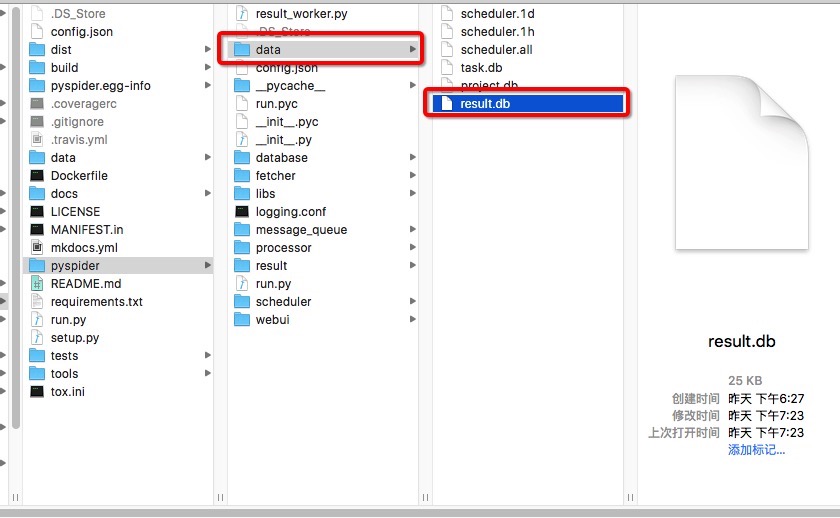 .DS_Store
config.json
dist
build
pyspider.egg-info
.coveragerc
.gitignore
.travis.yml
data
Dockerfile
docs
LICENSE
MANIFEST.in
mkdocs.yml
pyspider
README.md
requirements.txt
run.py
setup.py
tests
tools
tox.ini
result_worker.py
.DS_Store
data
config.json
__pycache__
run.pyc
__init__.pyc
__init__.py
database
fetcher
libs
logging.conf
message_queue
processor
result
run.py
scheduler
webui
scheduler.1d
scheduler.1h
scheduler.all
task.db
project.db
result.db
result.db
25 KB
创建时间 昨天 下午6:27
修改时间 昨天 下午7:23
上次打开时间 昨天 下午7:23
添加标记...